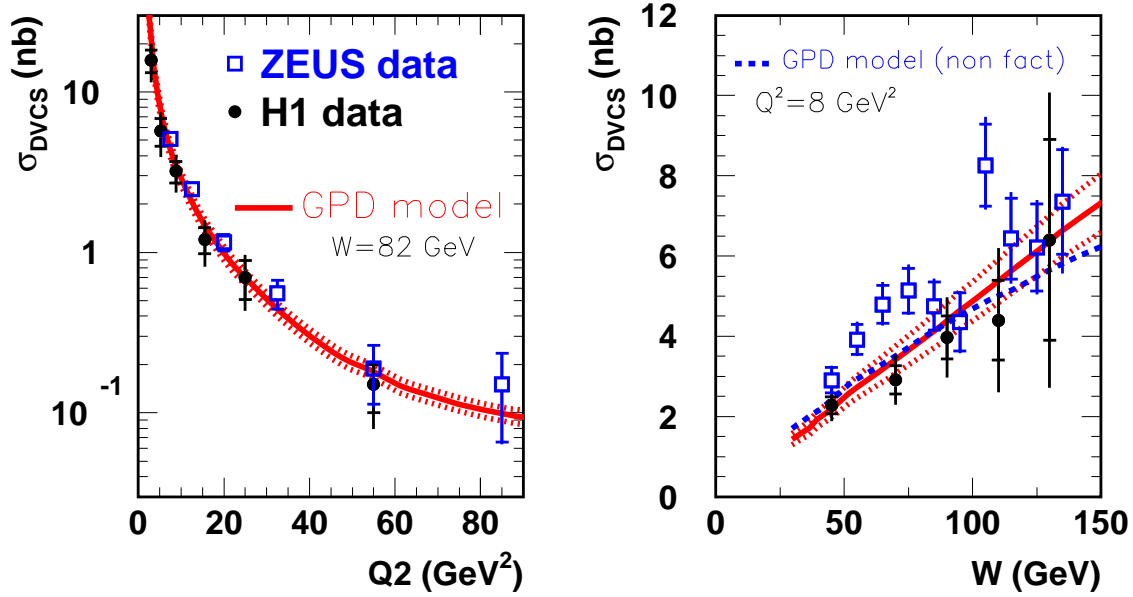 σDVCS (nb)
10
1
10-1
0 20 40 60 80
Q2 (GeV2)
ZEUS data
H1 data
GPD model
W=82 GeV
σDVCS (nb)
12
10
8
6
4
2
0
0 50 100 150
W (GeV)
GPD model (non fact)
Q2=8 GeV2